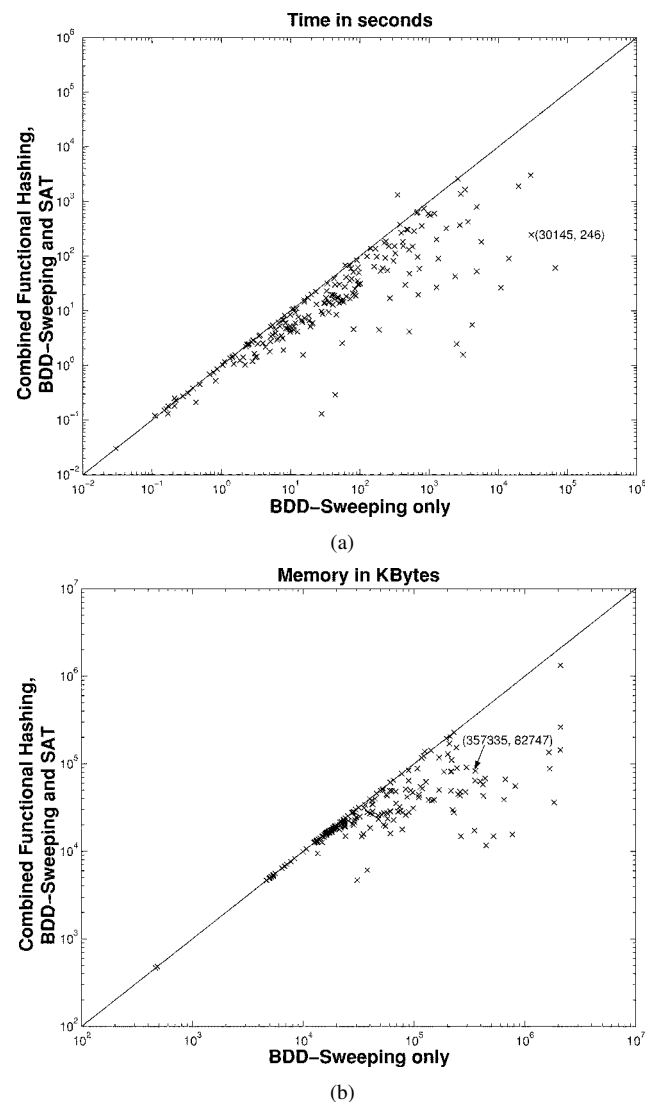 Time in seconds
10^6
10^5
10^4
10^3
10^2
10^1
10^0
10^-1
10^-2
Combined Functional Hashing,
BDD-Sweeping and SAT
(30145, 246)
10^-2 10^-1 10^0 10^1 10^2 10^3 10^4 10^5 10^6
BDD-Sweeping only
(a)
Memory in KBytes
10^7
10^6
10^5
10^4
10^3
10^2
Combined Functional Hashing,
BDD-Sweeping and SAT
(357335, 82747)
10^2 10^3 10^4 10^5 10^6 10^7
BDD-Sweeping only
(b)